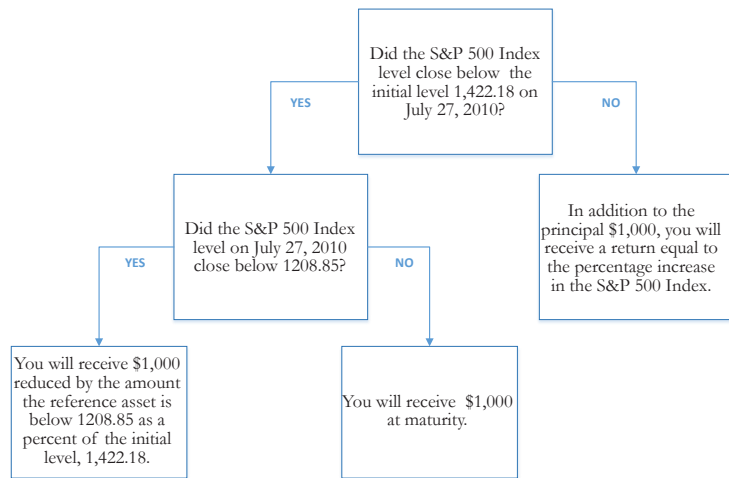 Did the S&P 500 Index
level close below the
initial level 1,422.18 on
July 27, 2010?
YES
NO
Did the S&P 500 Index
level on July 27, 2010
close below 1208.85?
In addition to the
principal $1,000, you will
receive a return equal to
the percentage increase
in the S&P 500 Index.
YES
NO
You will receive $1,000
reduced by the amount
the reference asset is
below 1208.85 as a
percent of the initial
level, 1,422.18.
You will receive $1,000
at maturity.